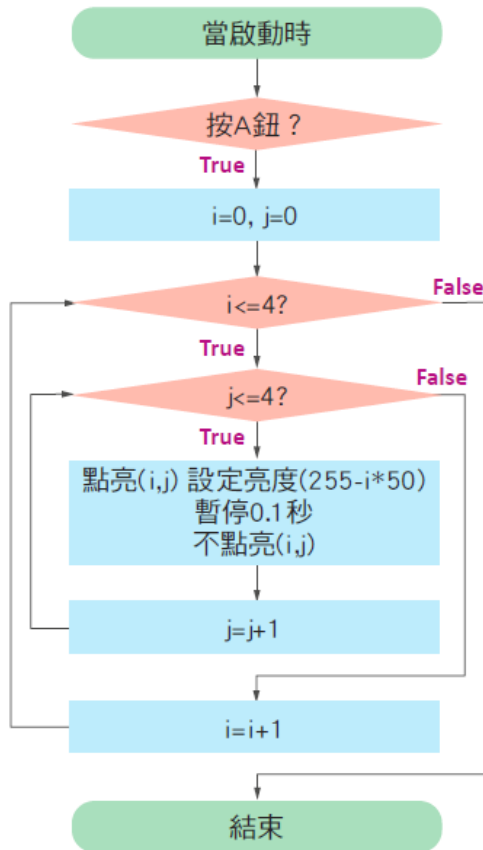 當啟動時
按A鈕？
True
i=0, j=0
i<=4?
False
True
j<=4?
False
True
點亮(i,j) 設定亮度(255-i*50)
暫停0.1秒
不點亮(i,j)
j=j+1
i=i+1
結束